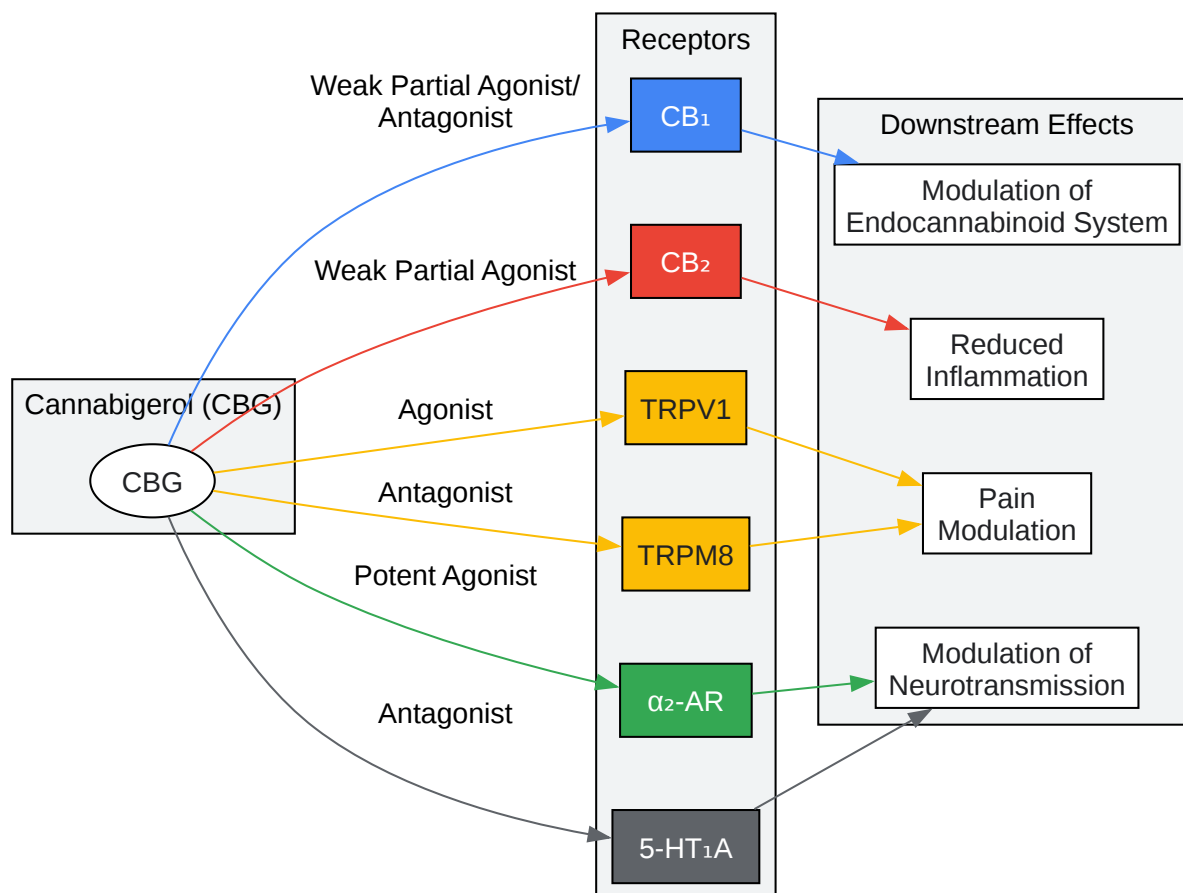 Receptors
Weak Partial Agonist/
Antagonist
CB₁
Downstream Effects
Modulation of
Endocannabinoid System
Weak Partial Agonist
CB₂
Reduced
Inflammation
Cannabigerol (CBG)
CBG
Agonist
TRPV1
Antagonist
TRPM8
Pain
Modulation
Potent Agonist
α₂-AR
Modulation of
Neurotransmission
Antagonist
5-HT₁A